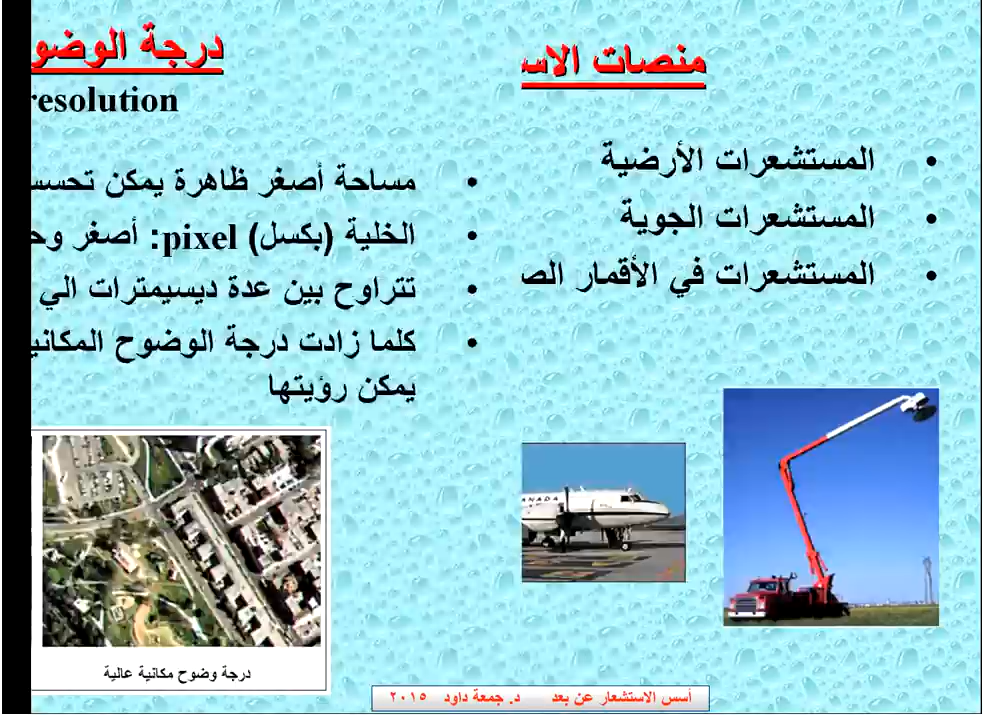 منصات الاس
المستشعرات الأرضية
المستشعرات الجوية
المستشعرات في الأقمار الص
درجة الوضو
resolution
مساحة أصغر ظاهرة يمكن تحسس
الخلية (بكسل) pixel: أصغر وح
تتراوح بين عدة ديسيمترات الي
كلما زادت درجة الوضوح المكاني
يمكن رؤيتها
ANADA
درجة وضوح مكانية عالية
أسس الاستشعار عن بعد د. جمعة داود ٢٠١٥